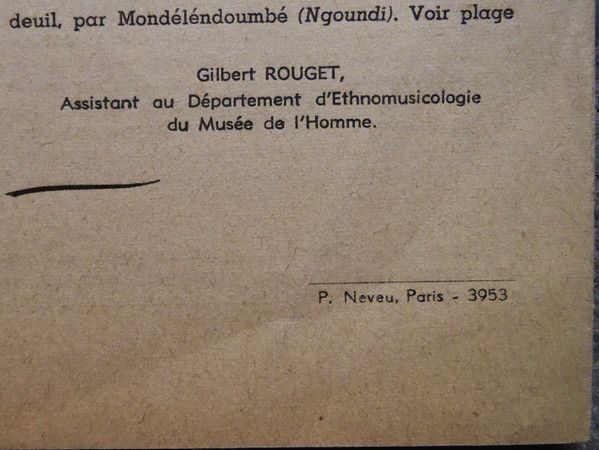 deuil, par Mondéléndoumbé (Ngoundi). Voir plage
Gilbert ROUGET,
Assistant au Département d'Ethnomusicologie
du Musée de l'Homme.
P. Neveu, Paris - 3953